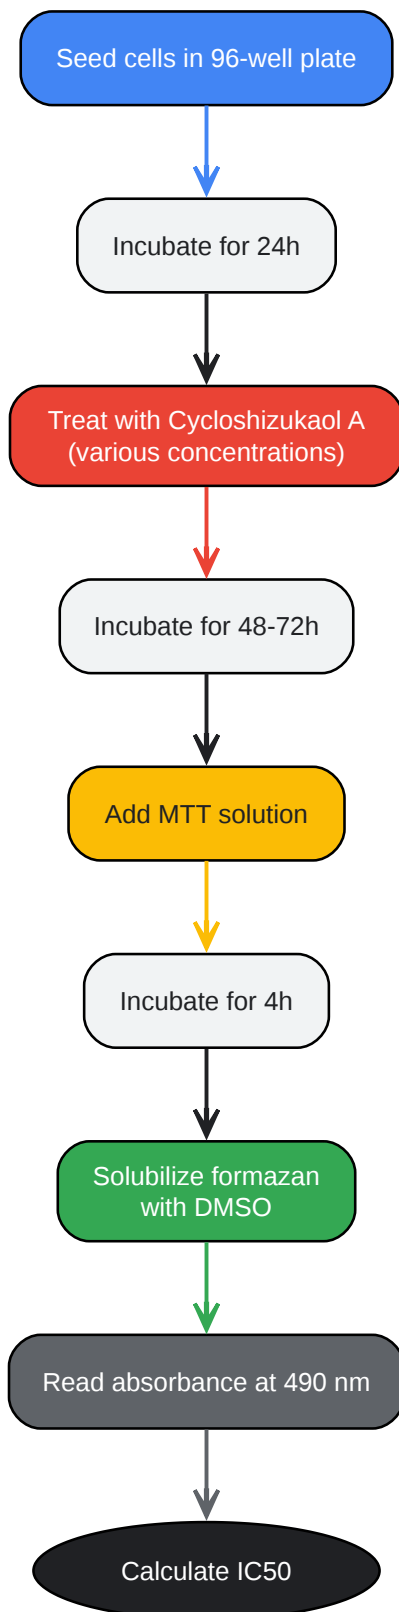 Seed cells in 96-well plate
Incubate for 24h
Treat with Cycloshizukaol A
(various concentrations)
Incubate for 48-72h
Add MTT solution
Incubate for 4h
Solubilize formazan
with DMSO
Read absorbance at 490 nm
Calculate IC50